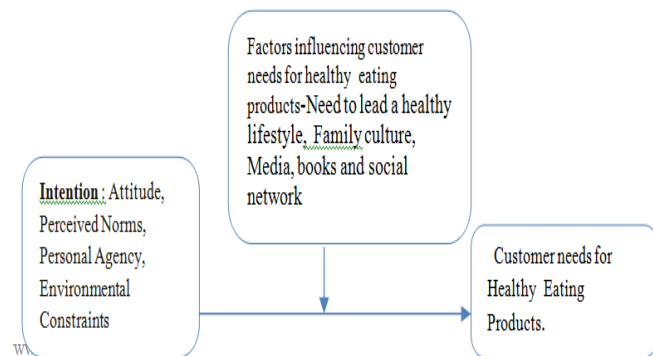 Factors influencing customer
needs for healthy eating
products-Need to lead a healthy
lifestyle, Family culture,
Media, books and social
network
Intention : Attitude,
Perceived Norms,
Personal Agency,
Environmental
Constraints
Customer needs for
Healthy Eating
Products.